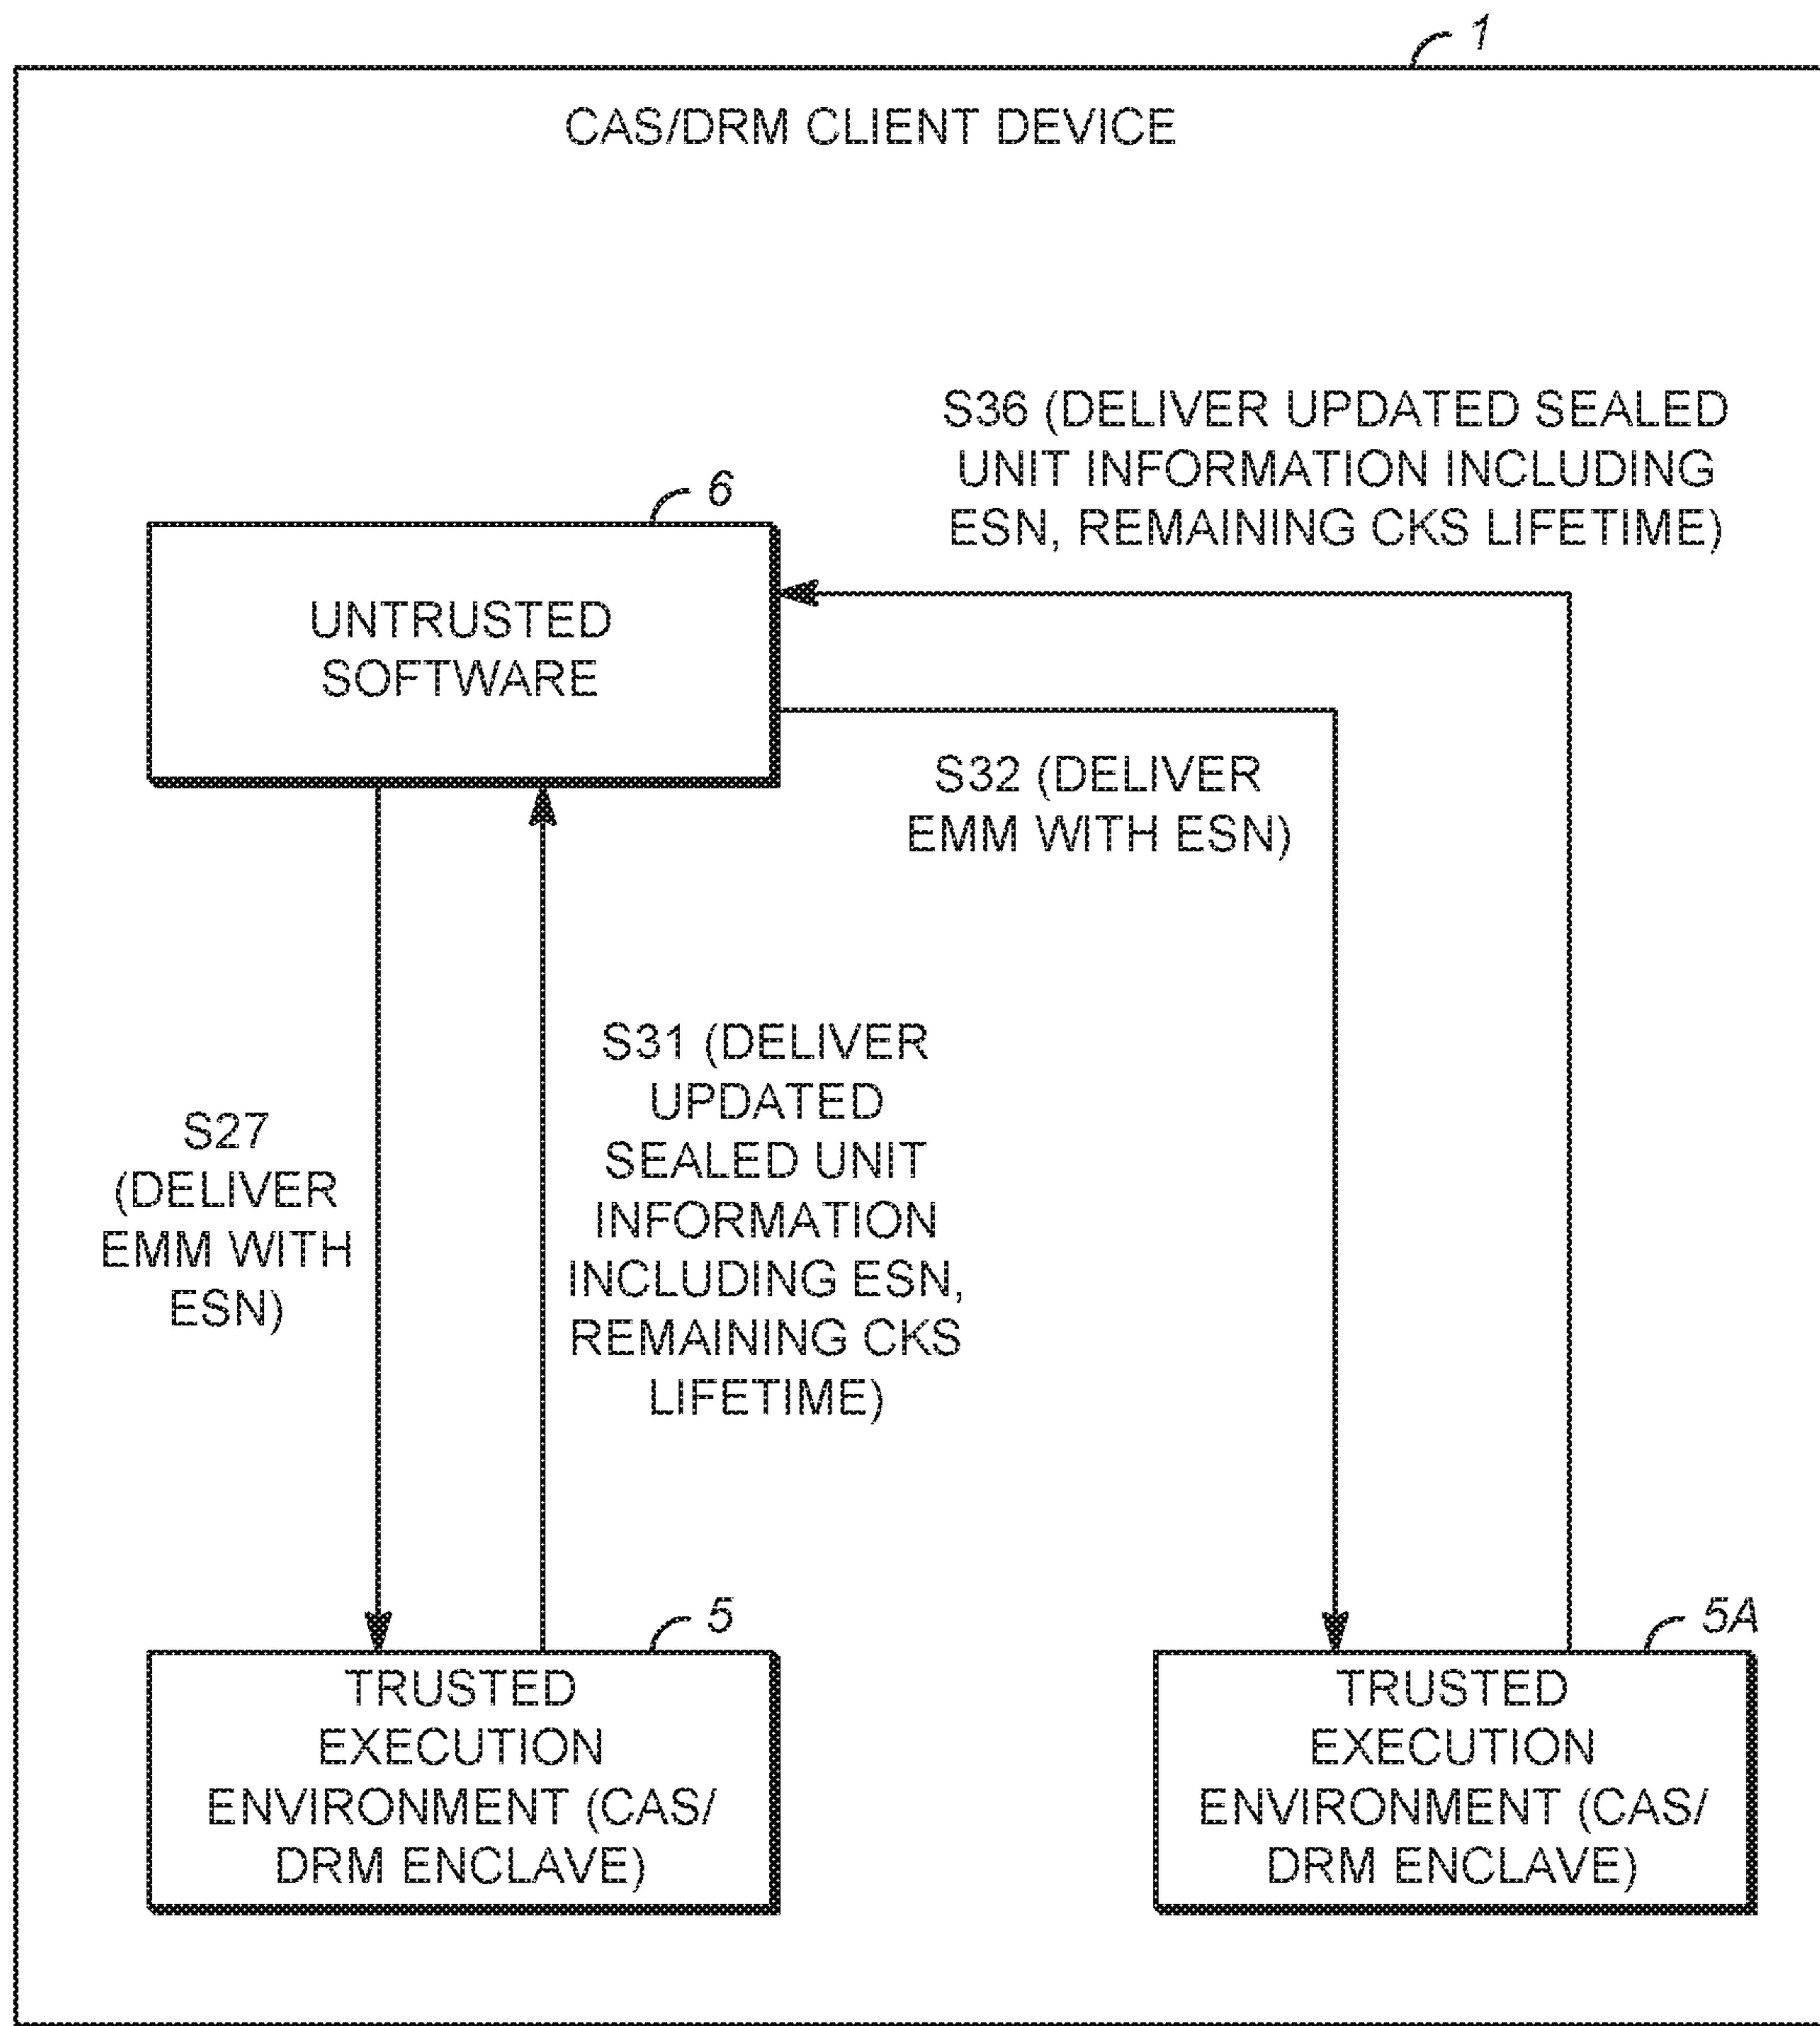 1
CAS/DRM CLIENT DEVICE
S36 (DELIVER UPDATED SEALED
UNIT INFORMATION INCLUDING
ESN, REMAINING CKS LIFETIME)
6
UNTRUSTED
SOFTWARE
S32 (DELIVER
EMM WITH ESN)
S27
(DELIVER
EMM WITH
ESN)
S31 (DELIVER
UPDATED
SEALED UNIT
INFORMATION
INCLUDING ESN,
REMAINING CKS
LIFETIME)
5
TRUSTED
EXECUTION
ENVIRONMENT (CAS/
DRM ENCLAVE)
5A
TRUSTED
EXECUTION
ENVIRONMENT (CAS/
DRM ENCLAVE)